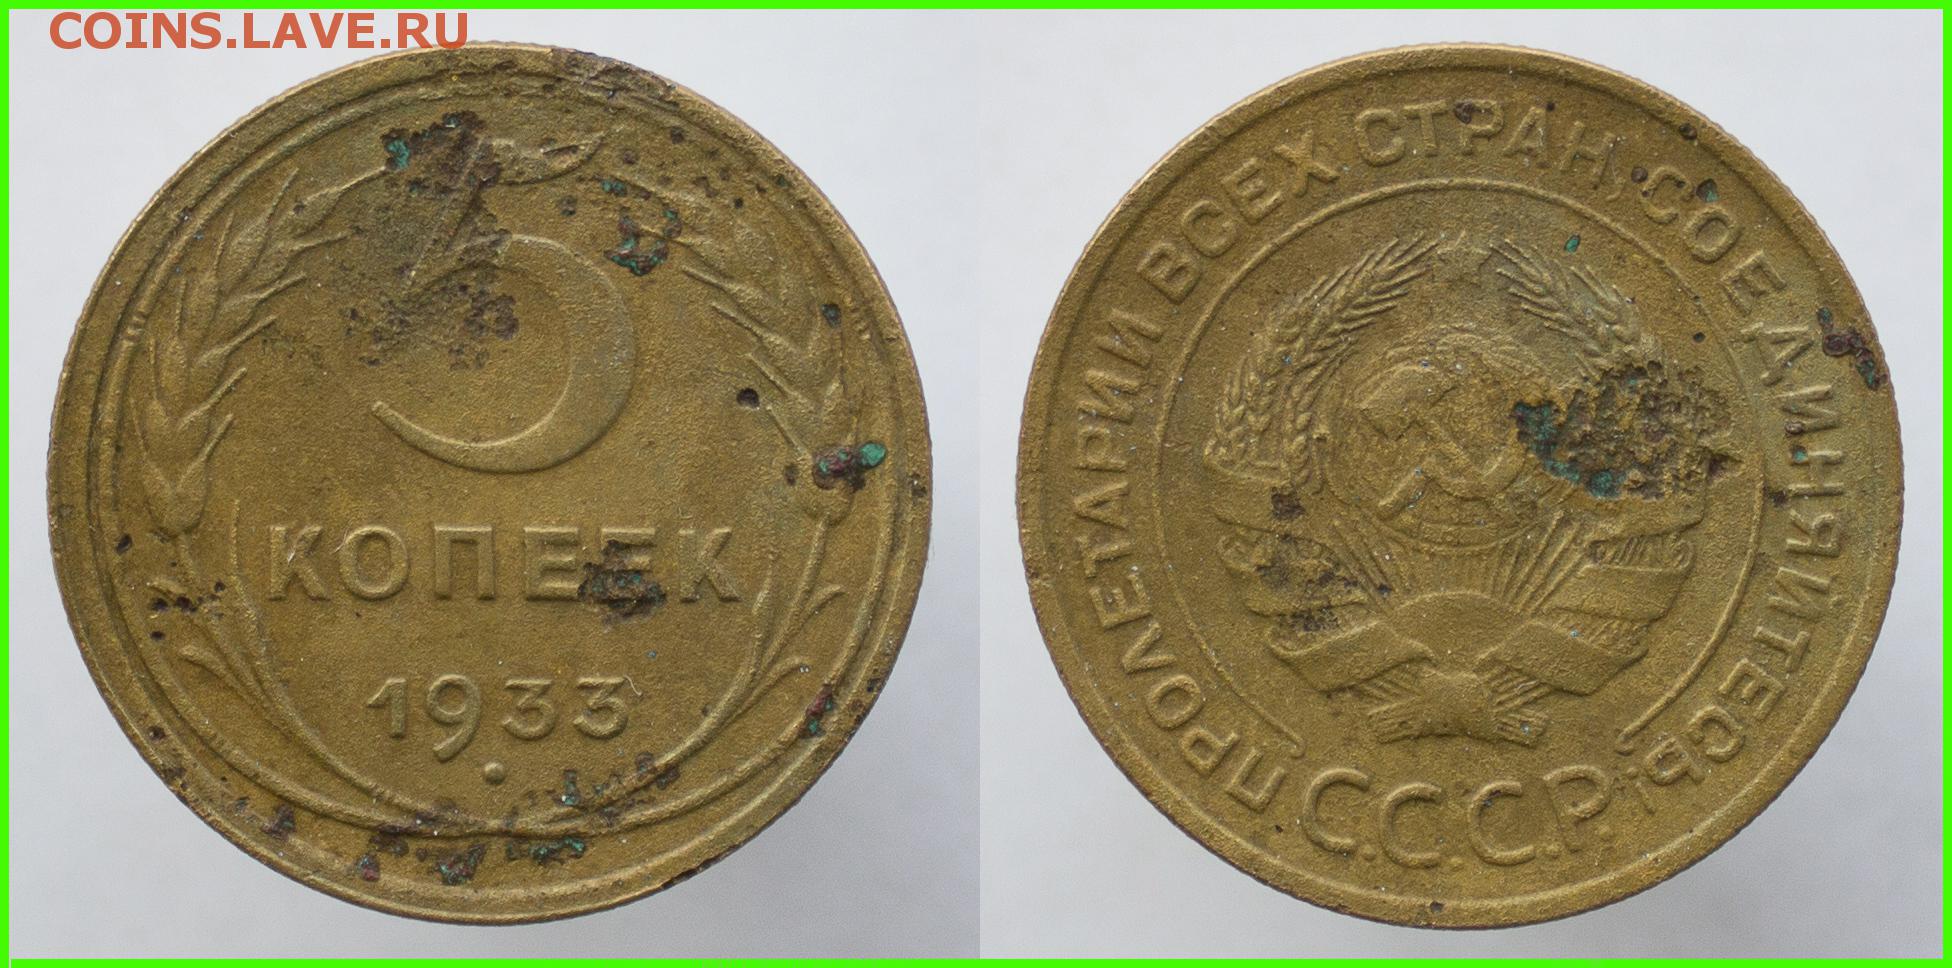 COINS.LAVE.RU
5
КОПЕЕК
1933
ПРОЛЕТАРИИ ВСЕХ СТРАН, СОЕДИНЯЙТЕСЬ!
С.С.С.Р.